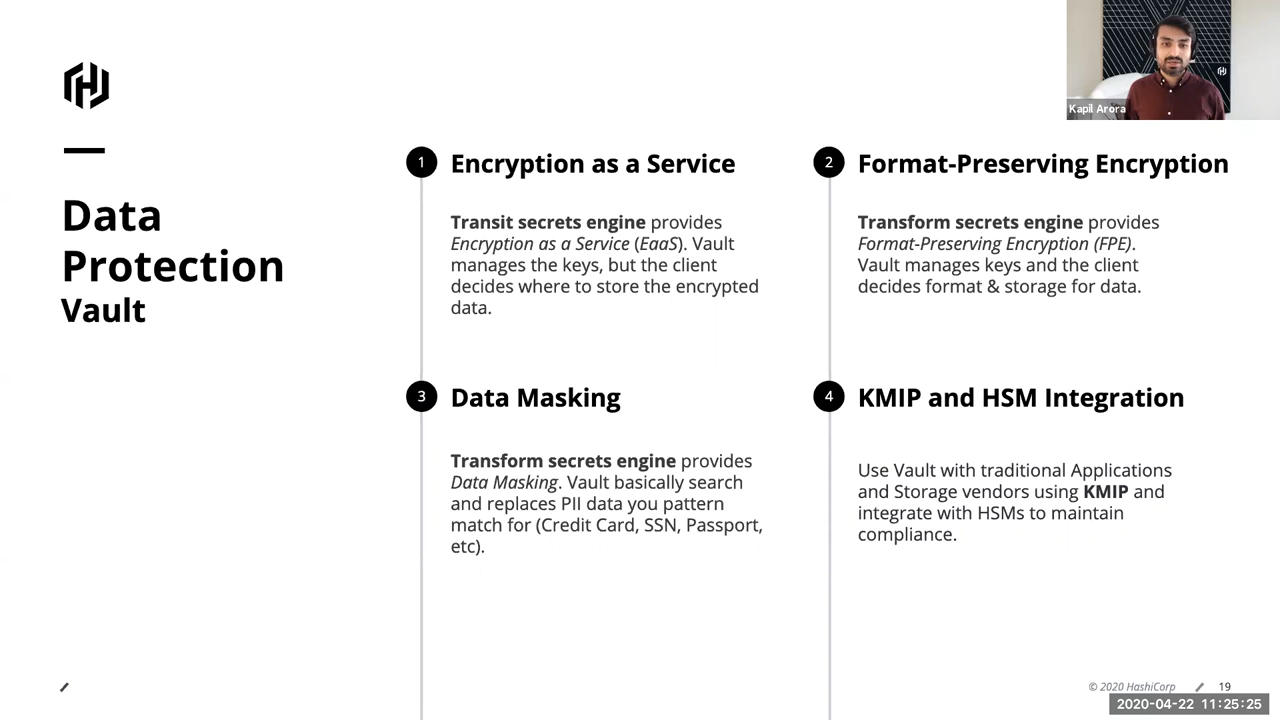 Kapil Arora
Data
Protection
Vault
1 Encryption as a Service
Transit secrets engine provides
Encryption as a Service (EaaS). Vault
manages the keys, but the client
decides where to store the encrypted
data.
2 Format-Preserving Encryption
Transform secrets engine provides
Format-Preserving Encryption (FPE).
Vault manages keys and the client
decides format & storage for data.
3 Data Masking
Transform secrets engine provides
Data Masking. Vault basically search
and replaces PII data you pattern
match for (Credit Card, SSN, Passport,
etc).
4 KMIP and HSM Integration
Use Vault with traditional Applications
and Storage vendors using KMIP and
integrate with HSMs to maintain
compliance.
© 2020 HashiCorp
19
2020-04-22 11:25:25